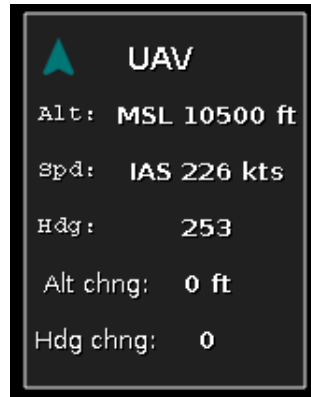 UAV
Alt: MSL 10500 ft
Spd: IAS 226 kts
Hdg: 253
Alt chng: 0 ft
Hdg chng: 0